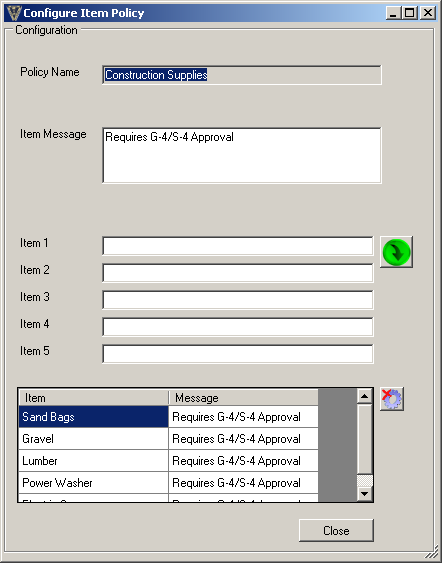 Configure Item Policy
Configuration
Policy Name
Construction Supplies
Item Message
Requires G-4/S-4 Approval
Item 1
Item 2
Item 3
Item 4
Item 5
Item Message
Sand Bags Requires G-4/S-4 Approval
Gravel Requires G-4/S-4 Approval
Lumber Requires G-4/S-4 Approval
Power Washer Requires G-4/S-4 Approval
Close